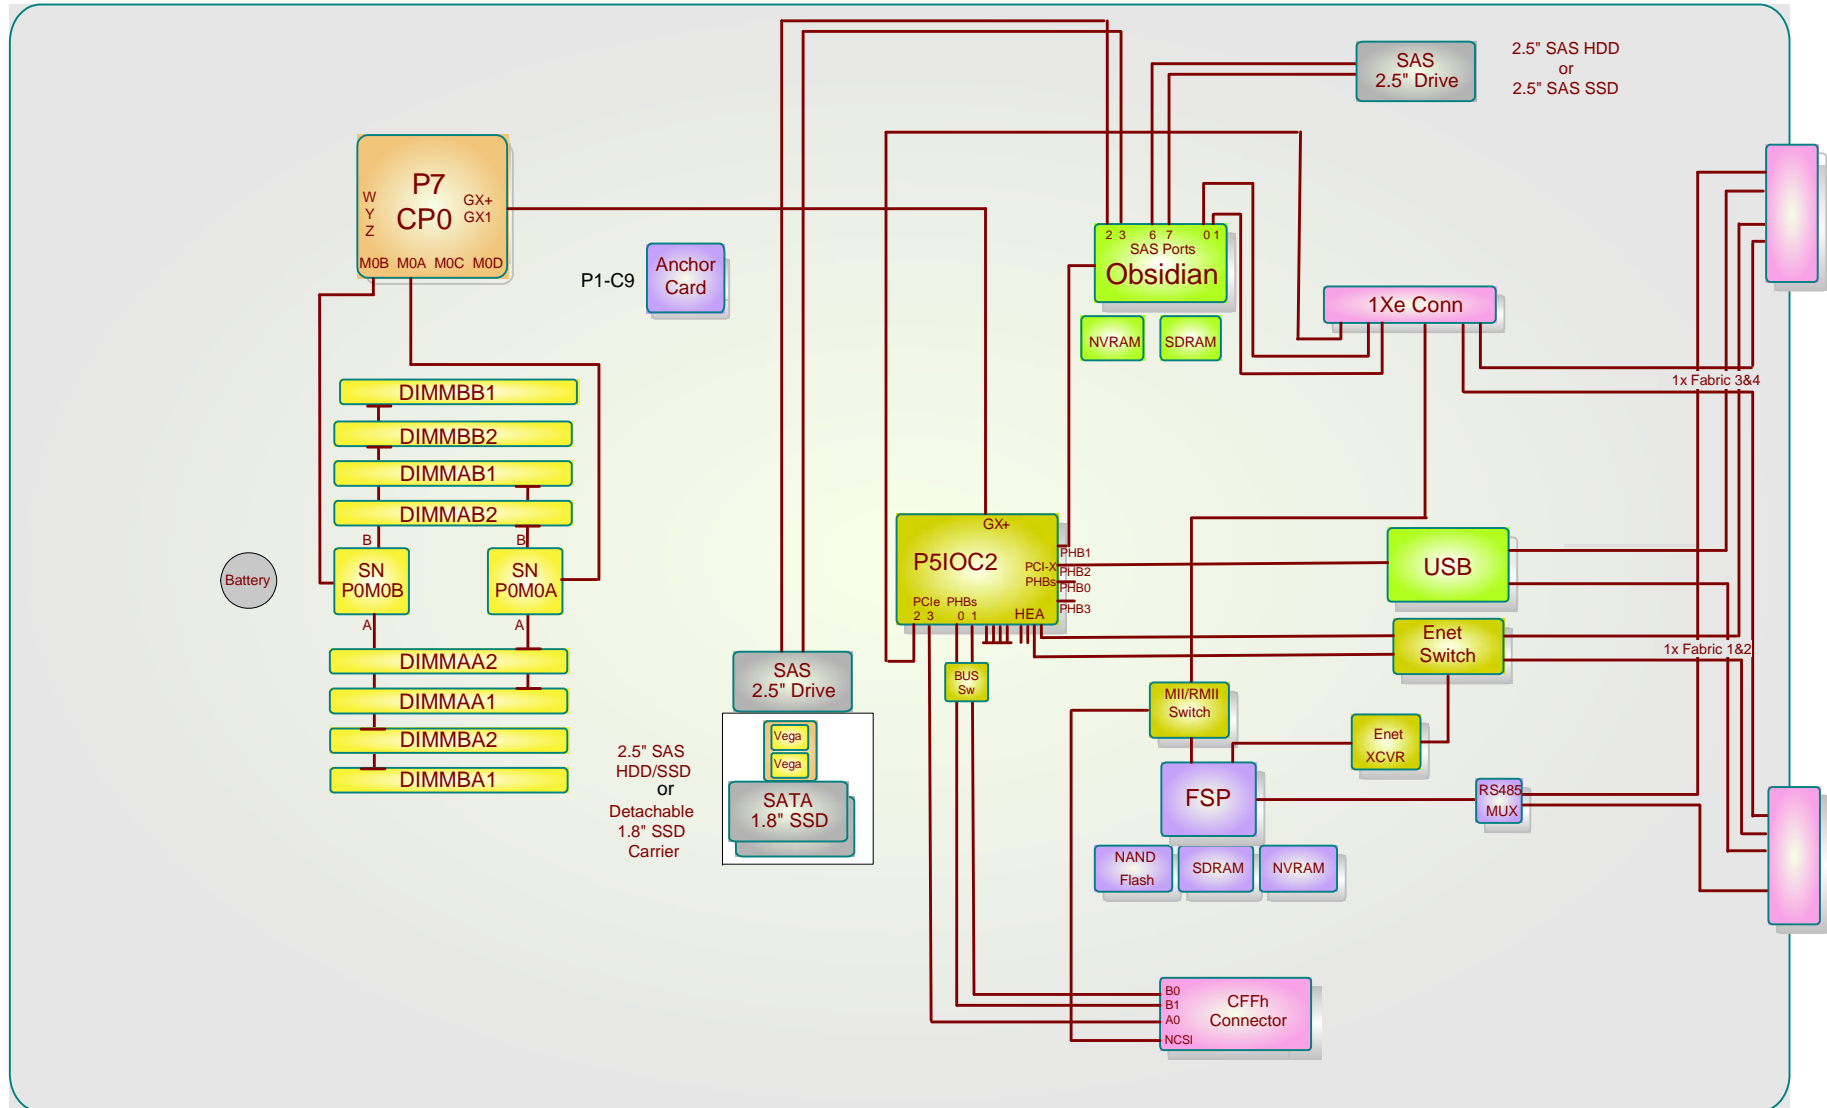 SAS
2.5" Drive
2.5" SAS HDD
or
2.5" SAS SSD
P7
CP0
W
Y
Z
GX+
GX1
M0B M0A M0C M0D
P1-C9
Anchor
Card
2 3 6 7 0 1
SAS Ports
Obsidian
NVRAM
SDRAM
1Xe Conn
1x Fabric 3&4
DIMMBB1
DIMMBB2
DIMMAB1
DIMMAB2
B
B
SN
P0M0B
SN
P0M0A
A
A
DIMMAA2
DIMMAA1
DIMMBA2
DIMMBA1
Battery
GX+
P5IOC2
PCI-X
PHBs
PHB1
PHB2
PHB0
PHB3
PCIe PHBs
2 3 0 1
HEA
USB
Enet
Switch
1x Fabric 1&2
BUS
Sw
MII/RMII
Switch
Enet
XCVR
FSP
RS485
MUX
NAND
Flash
SDRAM
NVRAM
SAS
2.5" Drive
Vega
Vega
SATA
1.8" SSD
2.5" SAS
HDD/SSD
or
Detachable
1.8" SSD
Carrier
B0
B1
A0
NCSI
CFFh
Connector